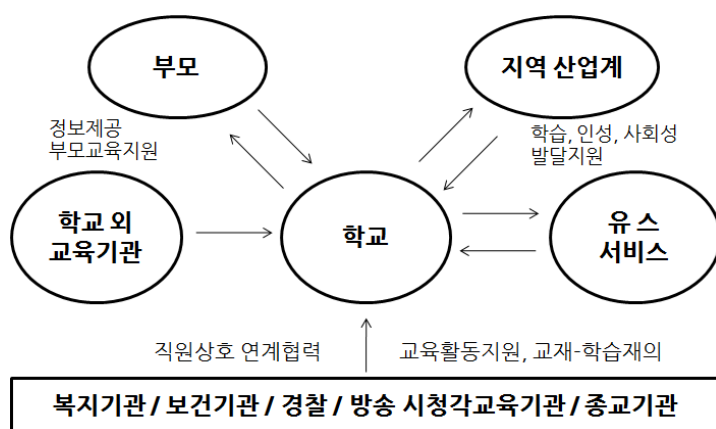 부모
지역 산업계
정보제공
부모교육지원
학습, 인성, 사회성
발달지원
학교 외
교육기관
학교
유 스
서비스
직원상호 연계협력
교육활동지원, 교재-학습재의
복지기관 / 보건기관 / 경찰 / 방송 시청각교육기관 / 종교기관